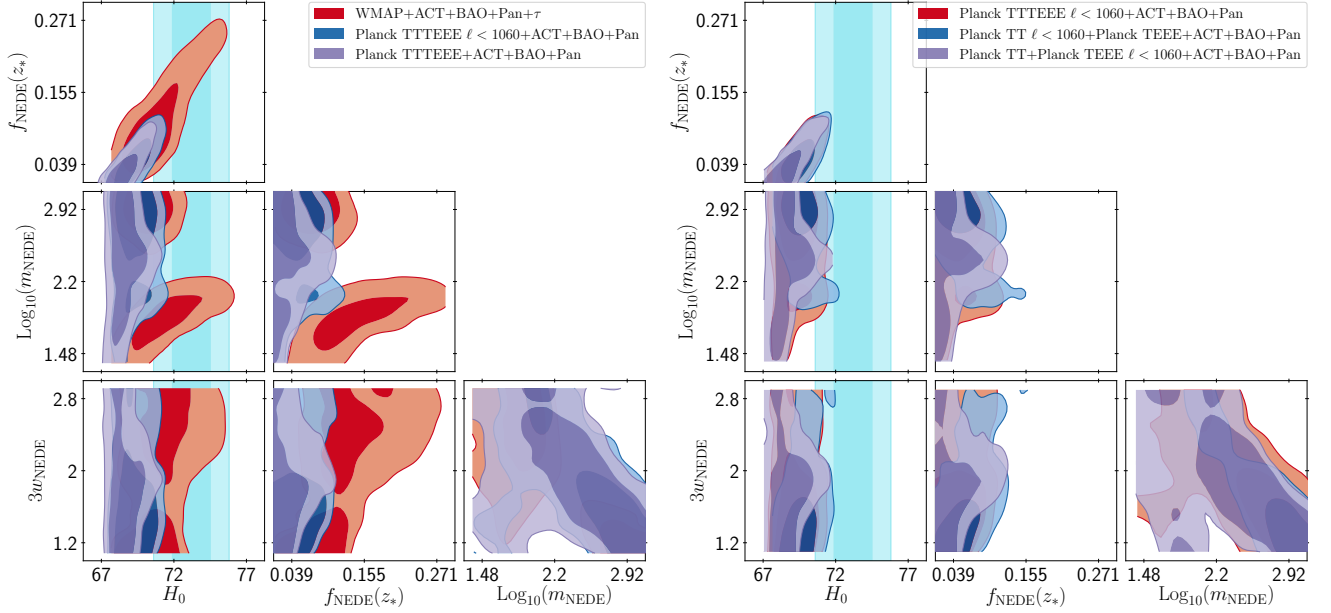 WMAP+ACT+BAO+Pan+τ
Planck TTTEEE ℓ < 1060+ACT+BAO+Pan
Planck TTTEEE+ACT+BAO+Pan
0.271
0.155
0.039
f_NEDE(z_*)
2.92
2.2
1.48
Log₁₀(m_NEDE)
2.8
2
1.2
3w_NEDE
67 72 77
H₀
0.039 0.155 0.271
f_NEDE(z_*)
1.48 2.2 2.92
Log₁₀(m_NEDE)
Planck TTTEEE ℓ < 1060+ACT+BAO+Pan
Planck TT ℓ < 1060+Planck TEEE+ACT+BAO+Pan
Planck TT+Planck TEEE ℓ < 1060+ACT+BAO+Pan
0.271
0.155
0.039
f_NEDE(z_*)
2.92
2.2
1.48
Log₁₀(m_NEDE)
2.8
2
1.2
3w_NEDE
67 72 77
H₀
0.039 0.155 0.271
f_NEDE(z_*)
1.48 2.2 2.92
Log₁₀(m_NEDE)